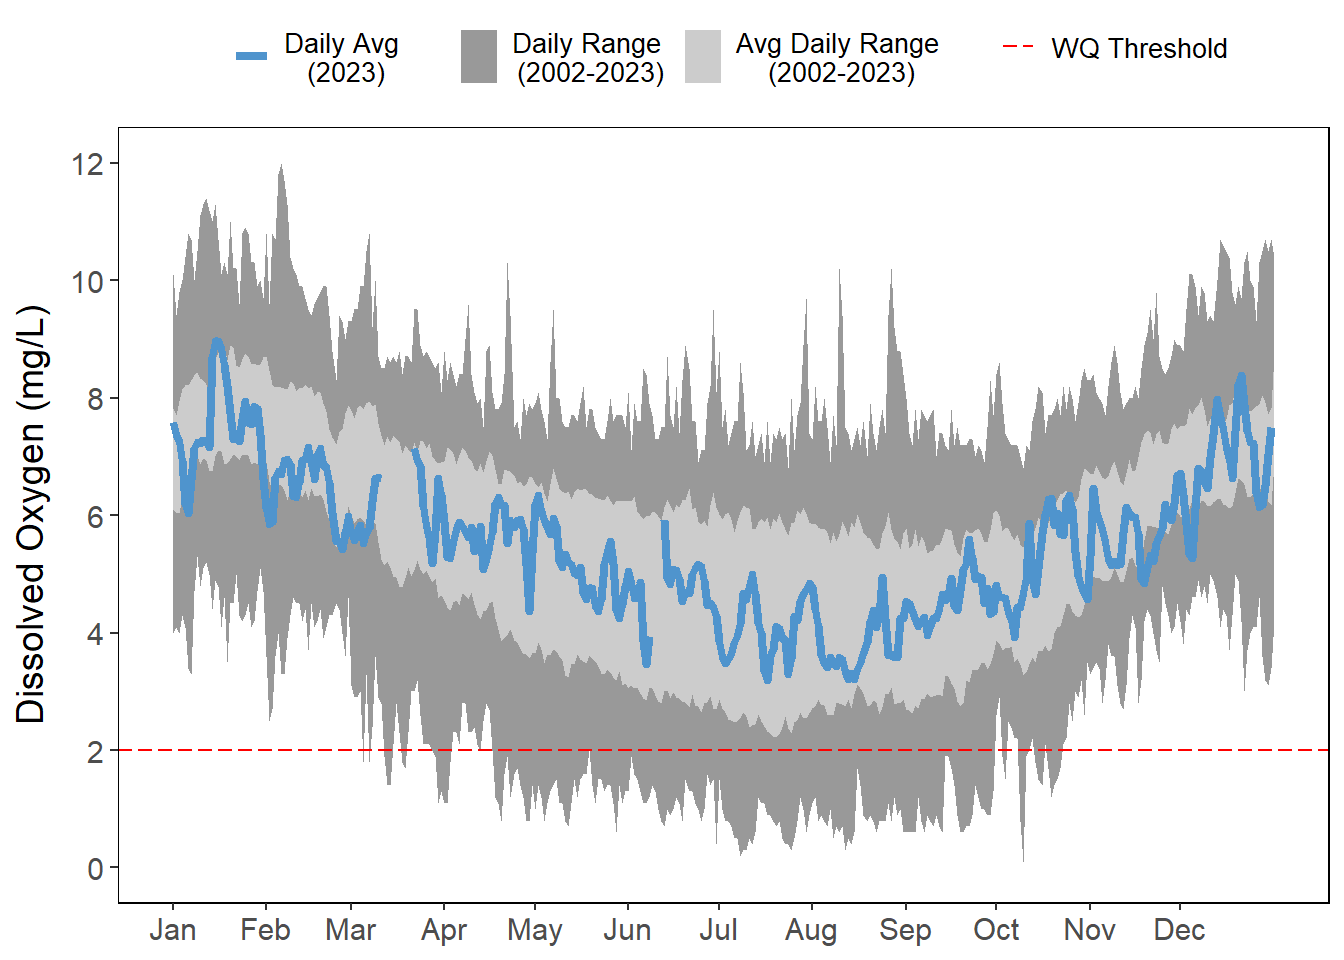 Daily Avg
(2023)
Daily Range
(2002-2023)
Avg Daily Range
(2002-2023)
WQ Threshold
Dissolved Oxygen (mg/L)
12
10
8
6
4
2
0
Jan Feb Mar Apr May Jun Jul Aug Sep Oct Nov Dec